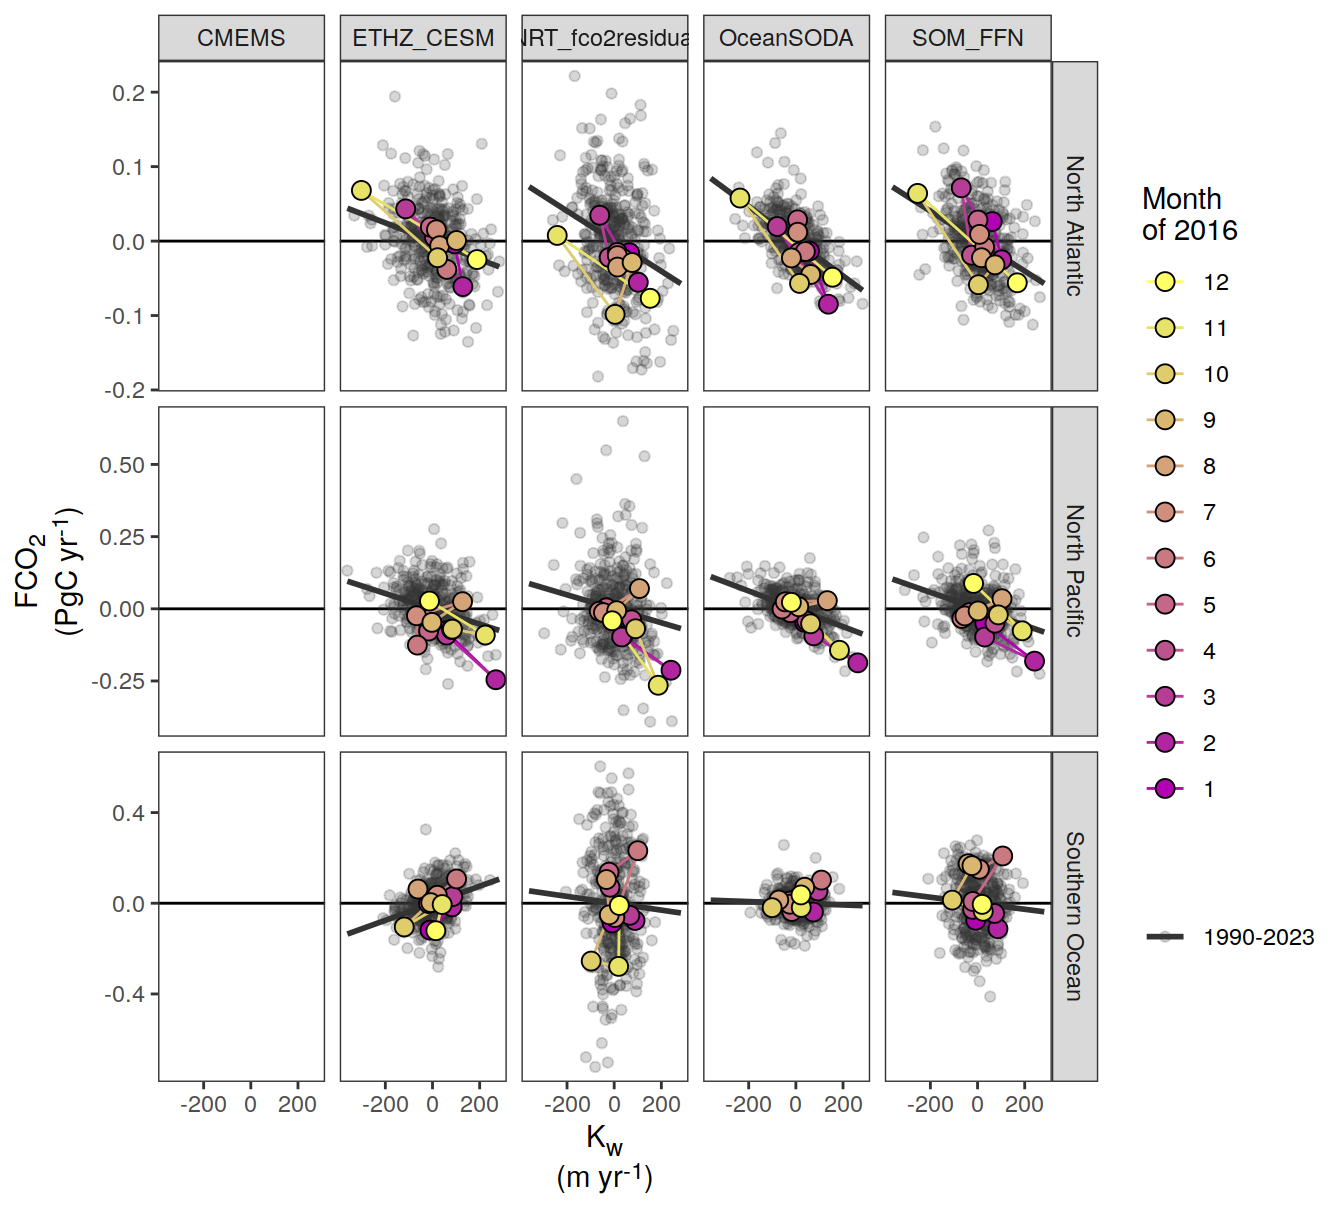 CMEMS ETHZ_CESM NRT_fco2residua OceanSODA SOM_FFN
0.2
0.1
0.0
-0.1
-0.2
North Atlantic
0.50
0.25
0.00
-0.25
North Pacific
0.4
0.0
-0.4
Southern Ocean
-200 0 200 -200 0 200 -200 0 200 -200 0 200 -200 0 200
FCO2
(PgC yr-1)
Kw
(m yr-1)
Month
of 2016
12
11
10
9
8
7
6
5
4
3
2
1
1990-2023